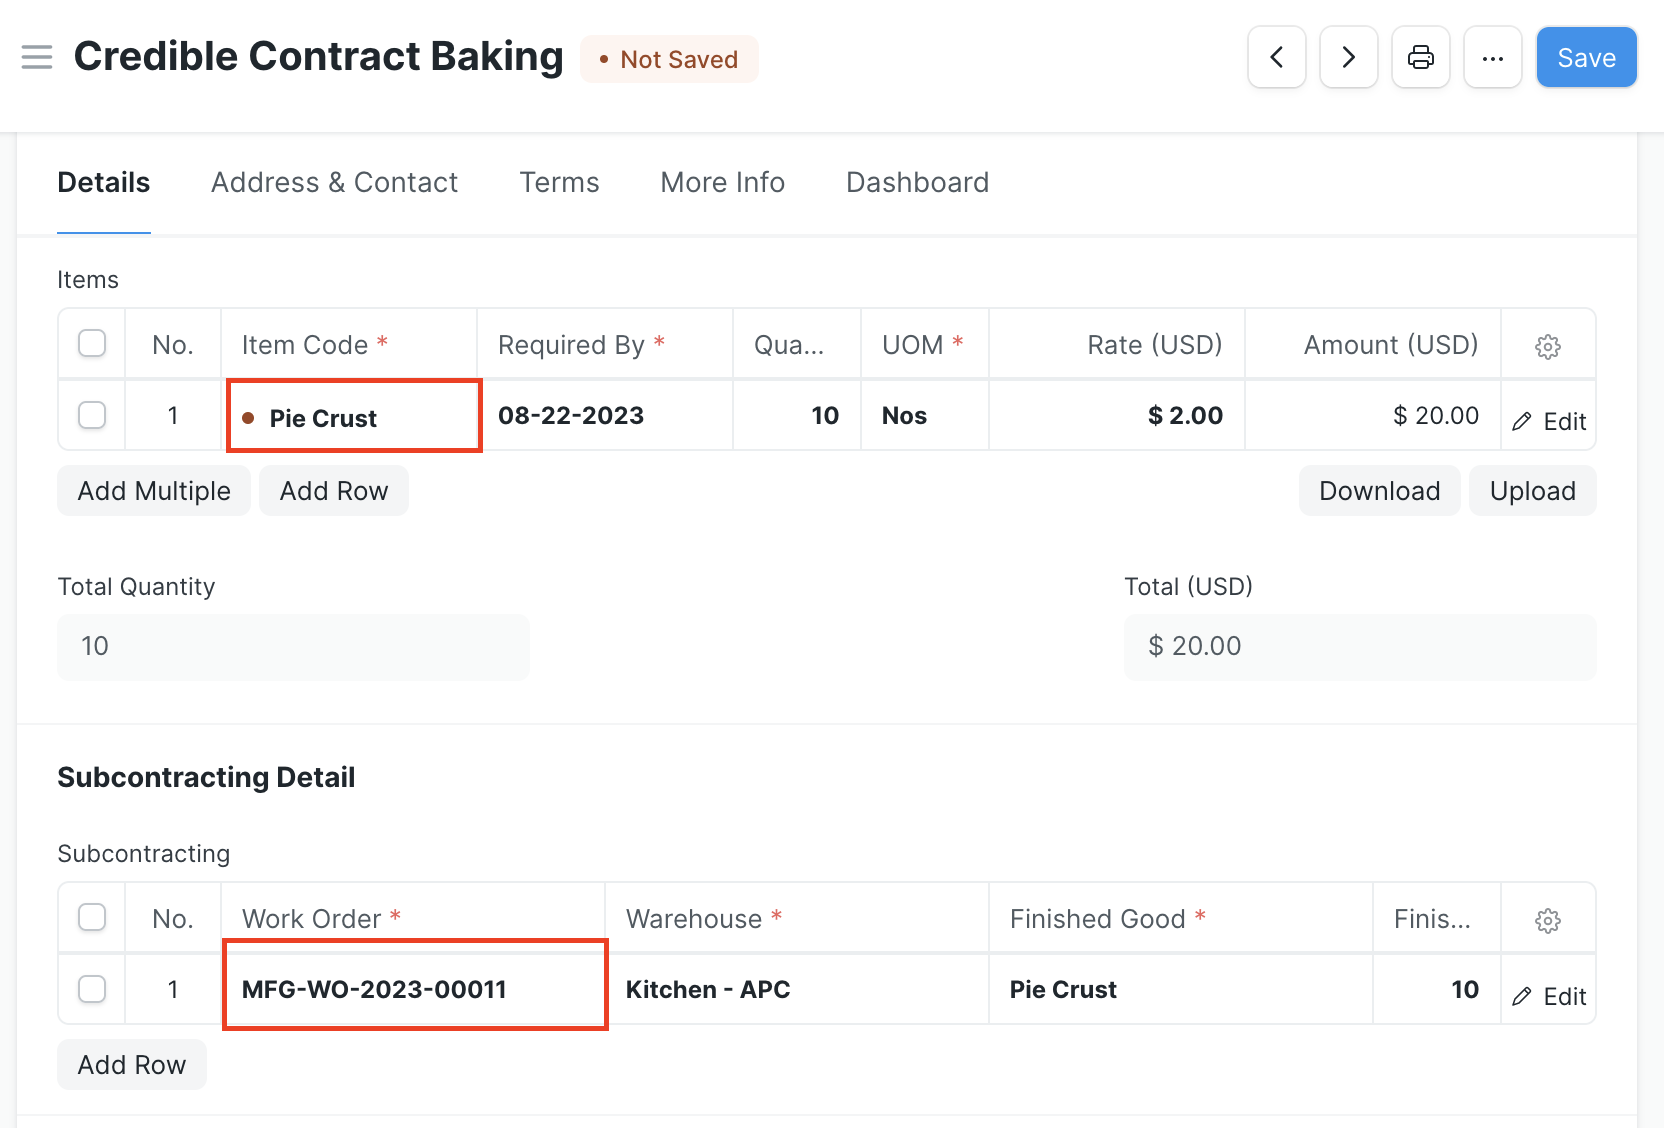 Credible Contract Baking • Not Saved ... Save
Details Address & Contact Terms More Info Dashboard
Items
No. Item Code * Required By * Qua... UOM * Rate (USD) Amount (USD)
1 • Pie Crust 08-22-2023 10 Nos $ 2.00 $ 20.00 Edit
Add Multiple Add Row Download Upload
Total Quantity Total (USD)
10 $ 20.00
Subcontracting Detail
Subcontracting
No. Work Order * Warehouse * Finished Good * Finis...
1 MFG-WO-2023-00011 Kitchen - APC Pie Crust 10 Edit
Add Row